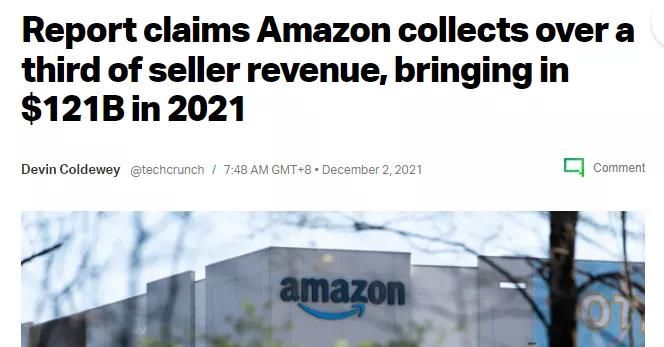 Report claims Amazon collects over a
third of seller revenue, bringing in
$121B in 2021
Devin Coldewey @techcrunch / 7:48 AM GMT+8 • December 2, 2021
Comment
amazon